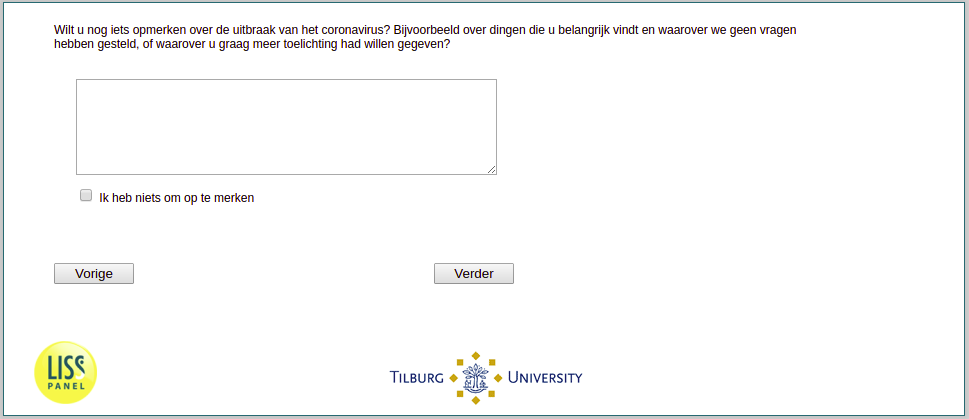 Wilt u nog iets opmerken over de uitbraak van het coronavirus? Bijvoorbeeld over dingen die u belangrijk vindt en waarover we geen vragen
hebben gesteld, of waarover u graag meer toelichting had willen gegeven?
Ik heb niets om op te merken
Vorige
Verder
LISS
PANEL
TILBURG UNIVERSITY